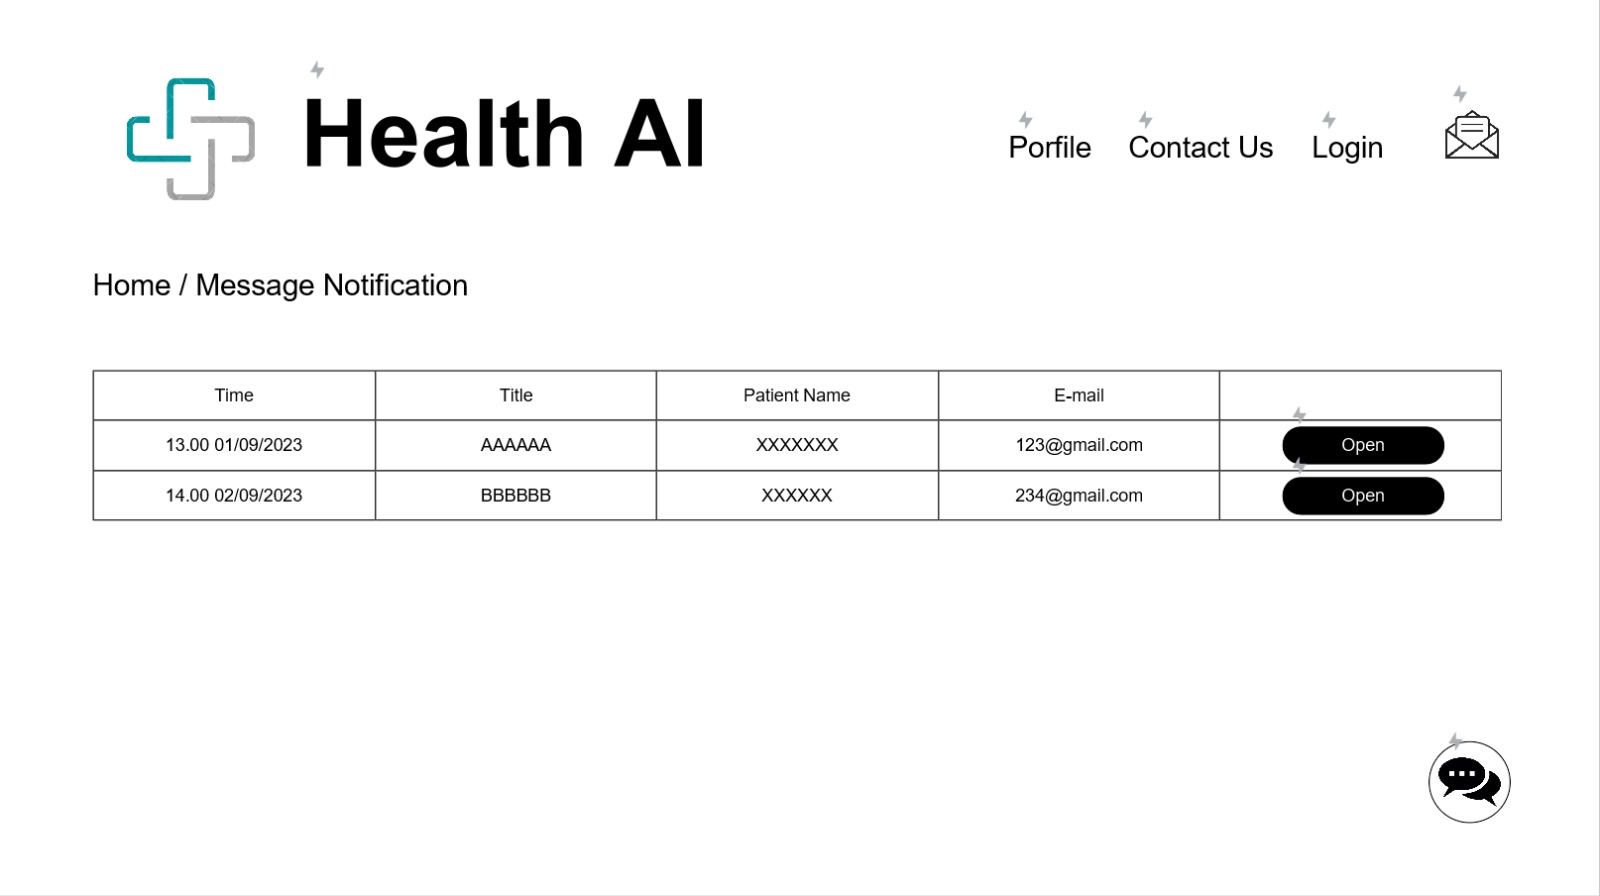 Health AI
Porfile Contact Us Login
Home / Message Notification
Time Title Patient Name E-mail
13.00 01/09/2023 AAAAAA XXXXXXX 123@gmail.com Open
14.00 02/09/2023 BBBBBB XXXXXX 234@gmail.com Open